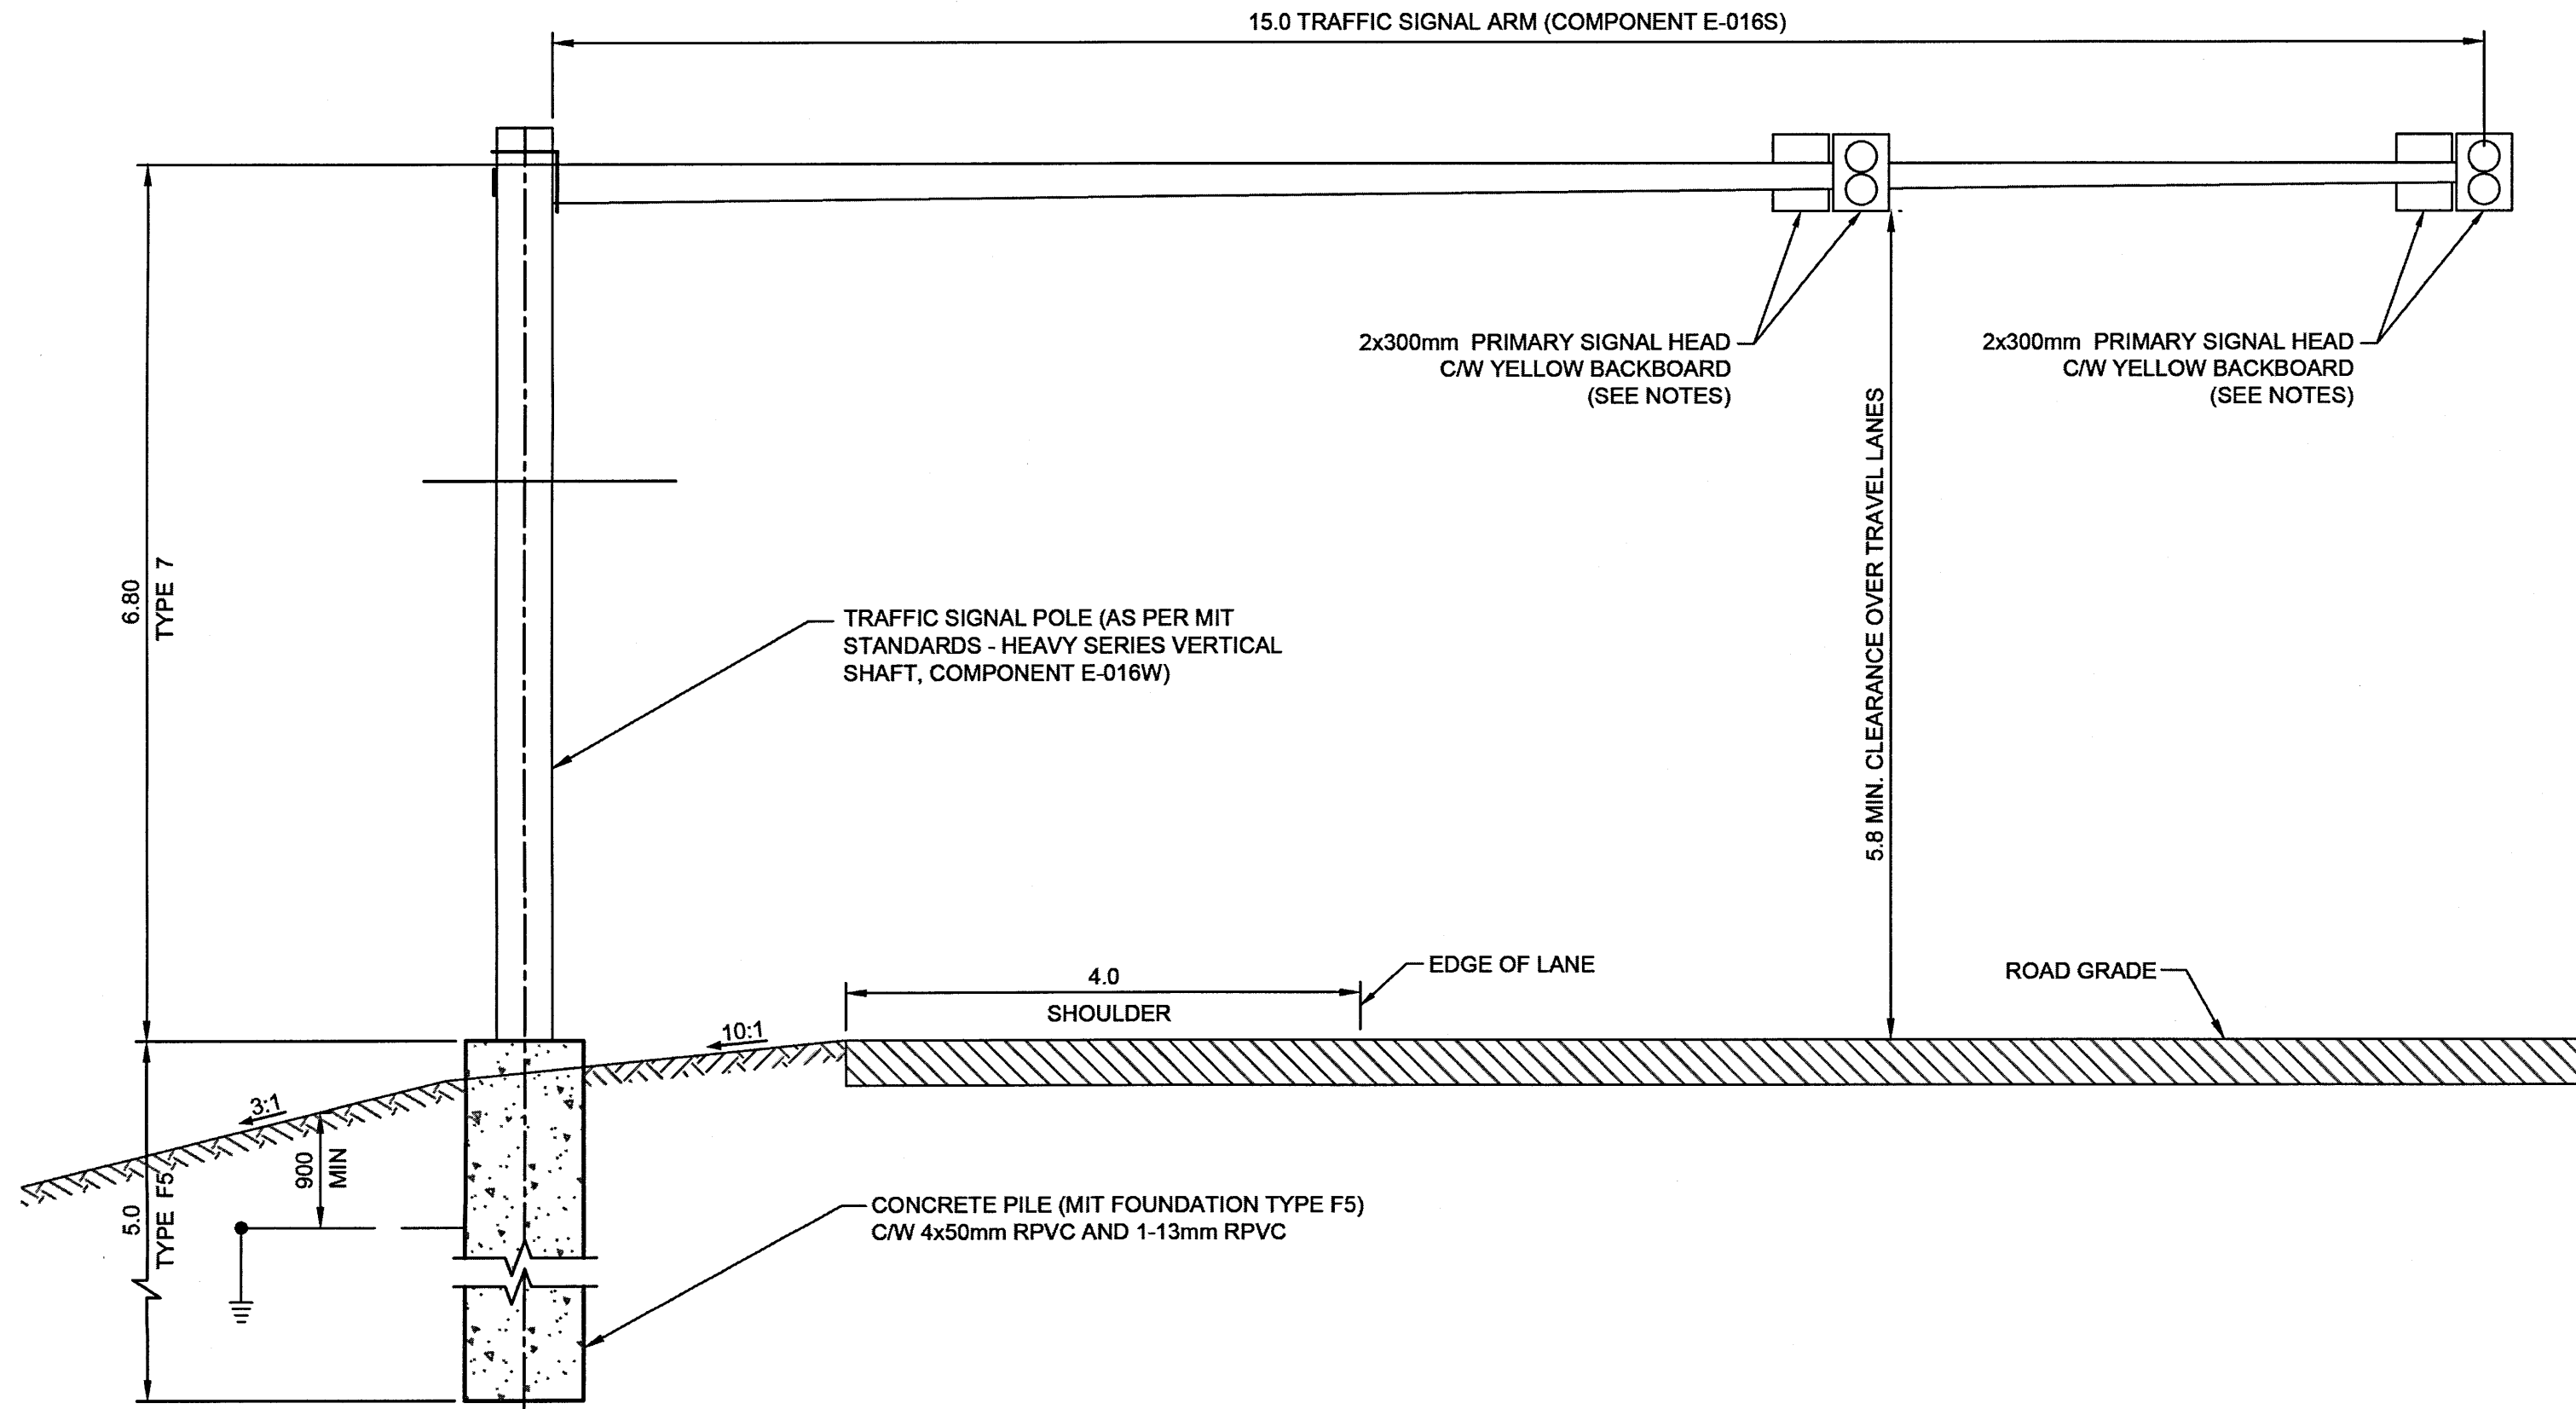 15.0 TRAFFIC SIGNAL ARM (COMPONENT E-016S)
2x300mm PRIMARY SIGNAL HEAD
C/W YELLOW BACKBOARD
(SEE NOTES)
2x300mm PRIMARY SIGNAL HEAD
C/W YELLOW BACKBOARD
(SEE NOTES)
5.8 MIN. CLEARANCE OVER TRAVEL LANES
6.80
TYPE 7
TRAFFIC SIGNAL POLE (AS PER MIT
STANDARDS - HEAVY SERIES VERTICAL
SHAFT, COMPONENT E-016W)
4.0
SHOULDER
EDGE OF LANE
ROAD GRADE
10:1
3:1
900
MIN
5.0
TYPE F5
CONCRETE PILE (MIT FOUNDATION TYPE F5)
C/W 4x50mm RPVC AND 1-13mm RPVC